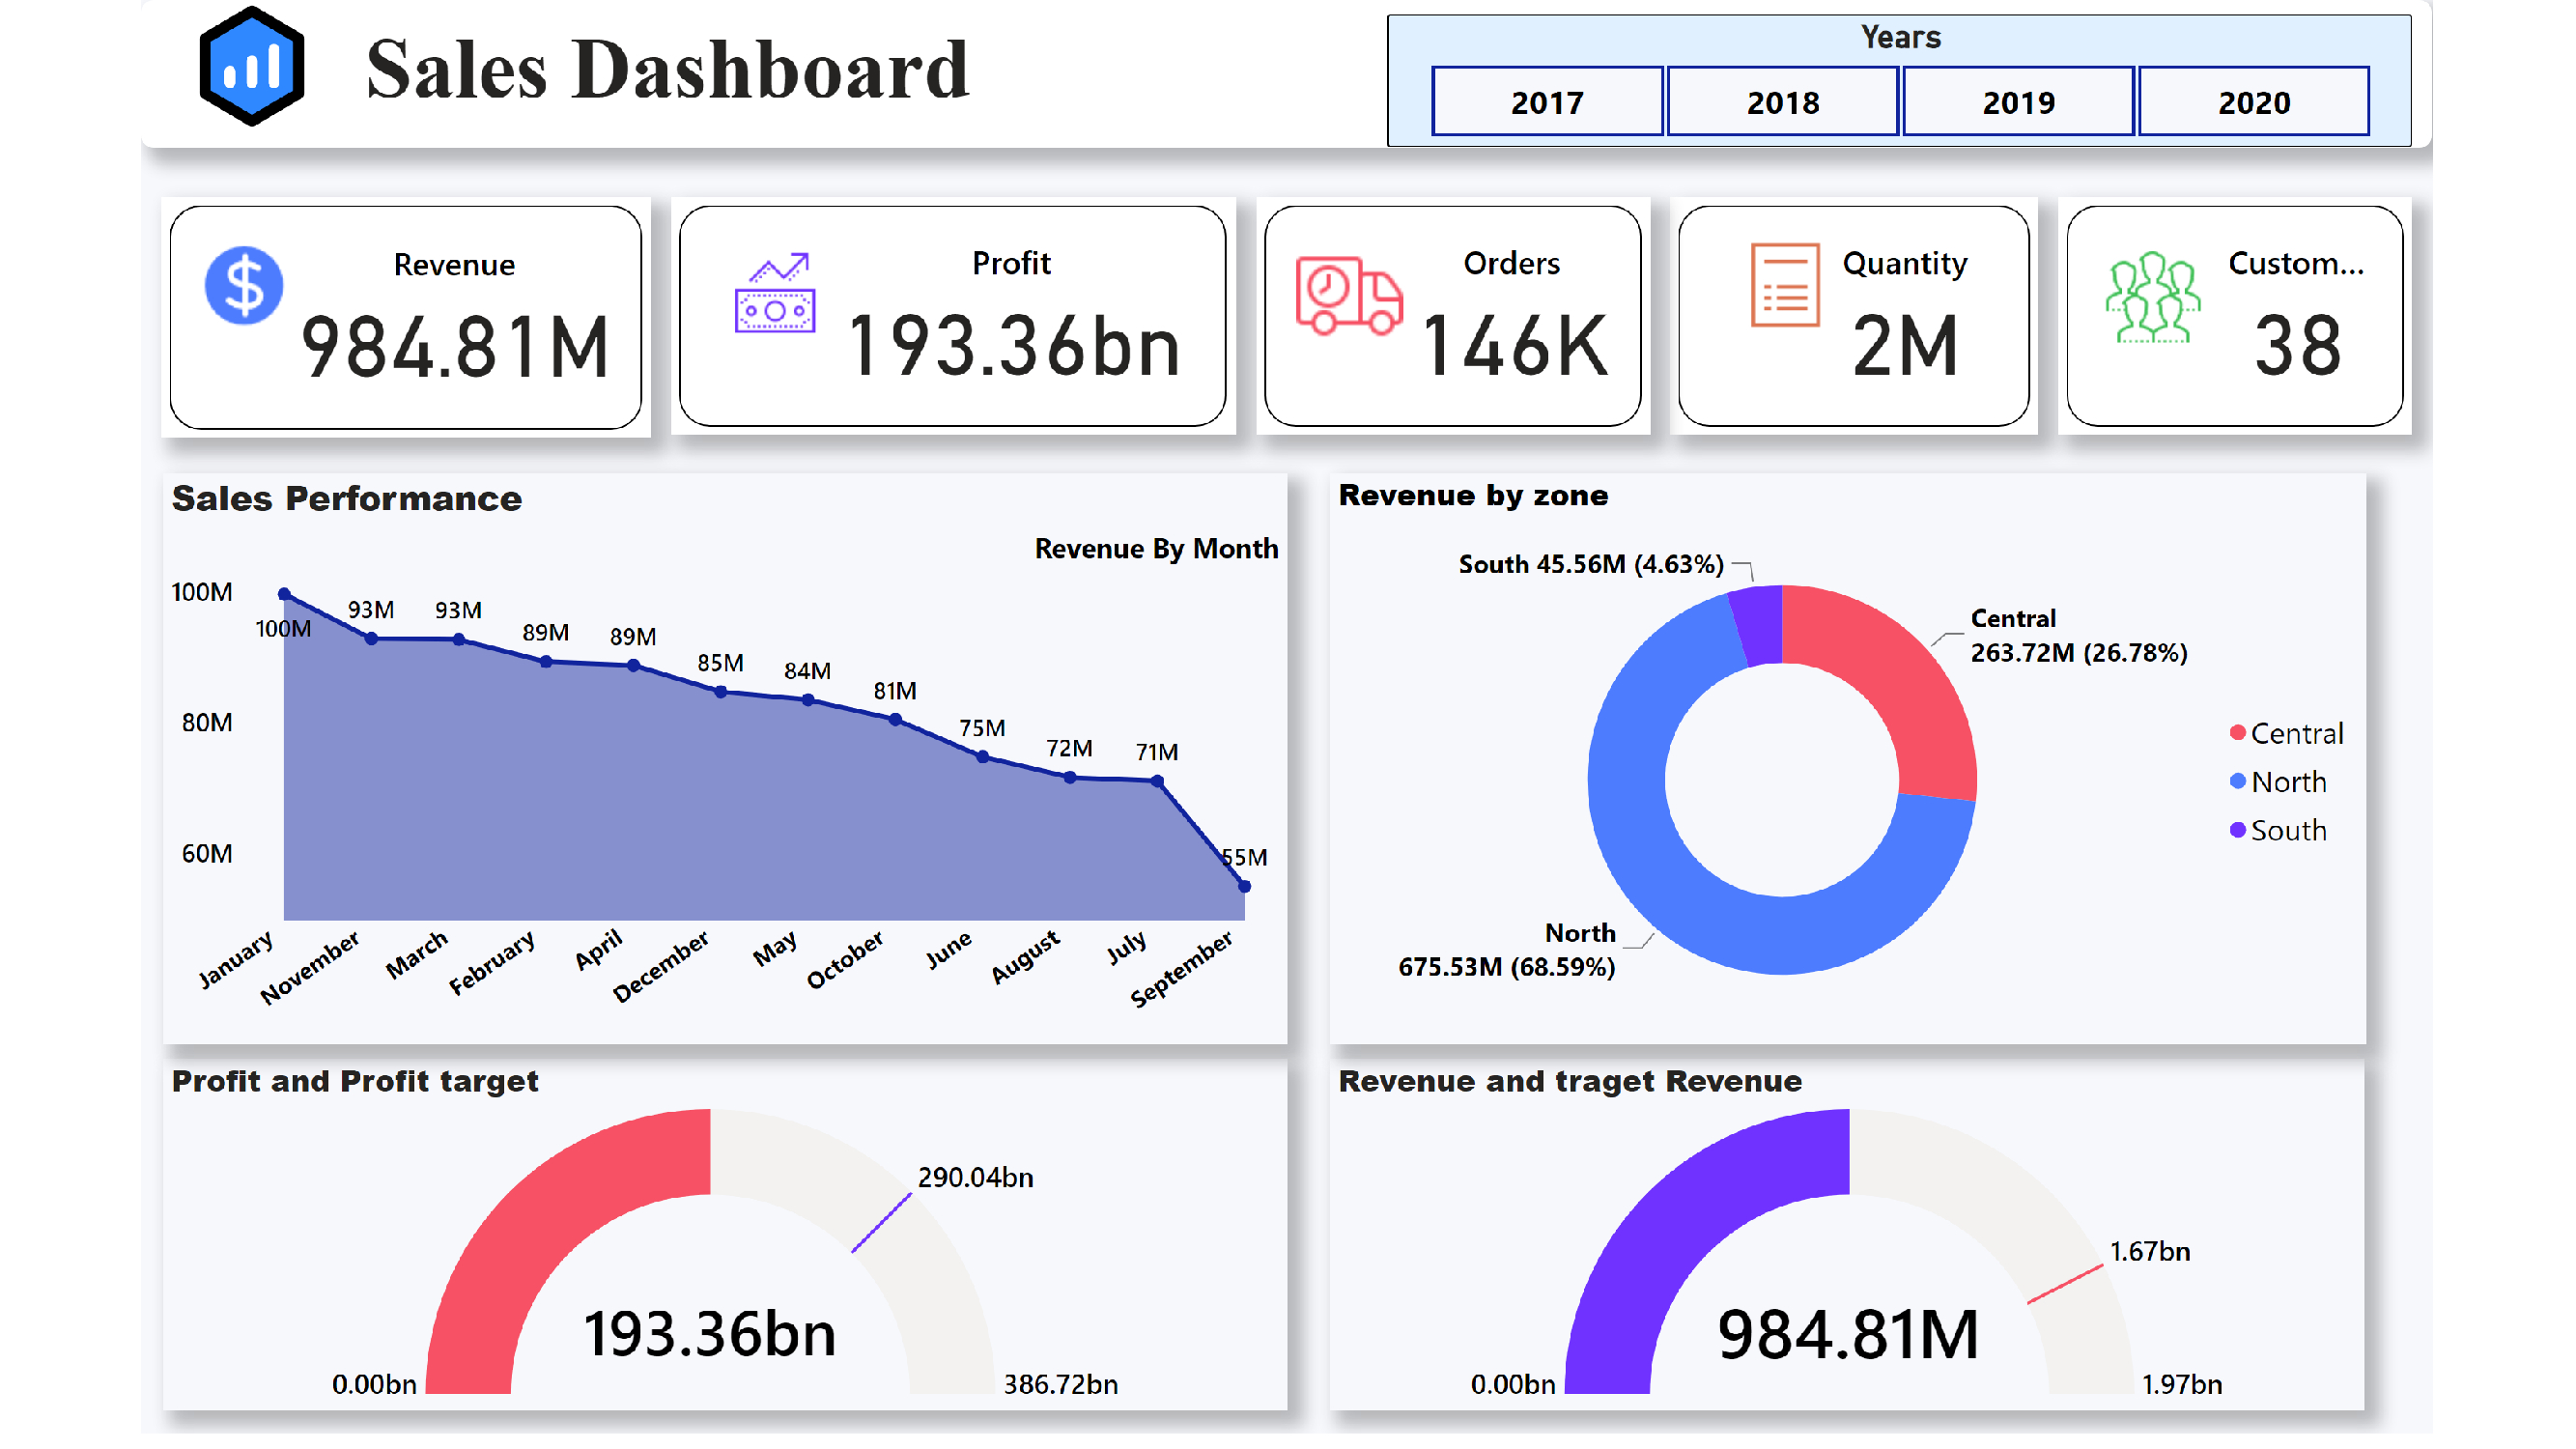 Sales Dashboard
Years
2017 2018 2019 2020
Revenue
984.81M
Profit
193.36bn
Orders
146K
Quantity
2M
Custom...
38
Sales Performance
Revenue By Month
100M
80M
60M
100M
93M
93M
89M
89M
85M
84M
81M
75M
72M
71M
55M
January
November
March
February
April
December
May
October
June
August
July
September
Revenue by zone
South 45.56M (4.63%)
Central
263.72M (26.78%)
North
675.53M (68.59%)
Central
North
South
Profit and Profit target
290.04bn
193.36bn
0.00bn
386.72bn
Revenue and traget Revenue
1.67bn
984.81M
0.00bn
1.97bn